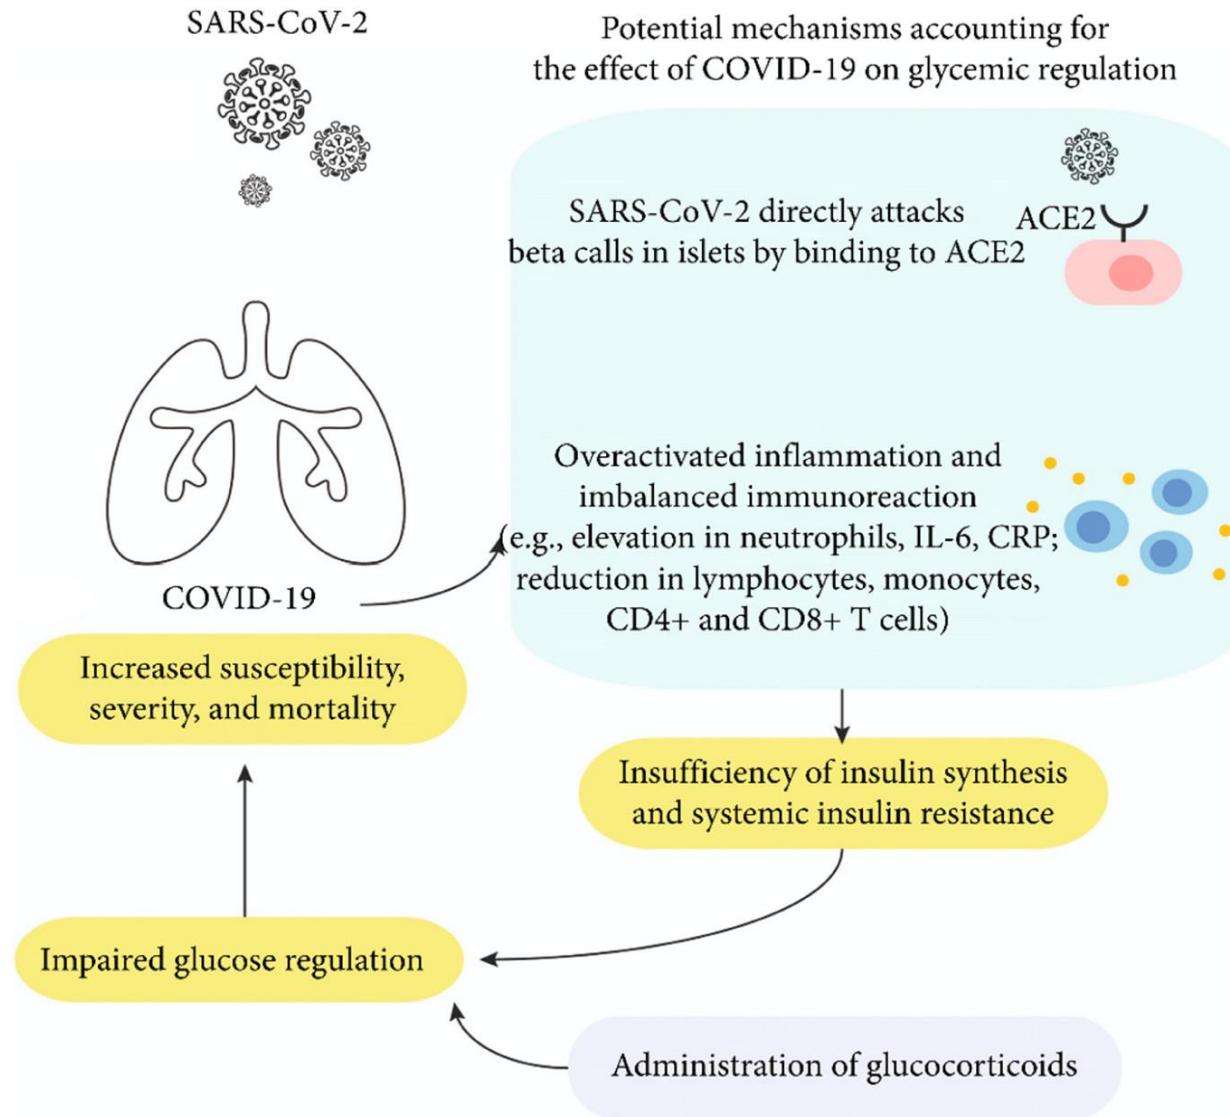 SARS-CoV-2
Potential mechanisms accounting for
the effect of COVID-19 on glycemic regulation
SARS-CoV-2 directly attacks
beta calls in islets by binding to ACE2
ACE2
Overactivated inflammation and
imbalanced immunoreaction
(e.g., elevation in neutrophils, IL-6, CRP;
reduction in lymphocytes, monocytes,
CD4+ and CD8+ T cells)
COVID-19
Increased susceptibility,
severity, and mortality
Insufficiency of insulin synthesis
and systemic insulin resistance
Impaired glucose regulation
Administration of glucocorticoids